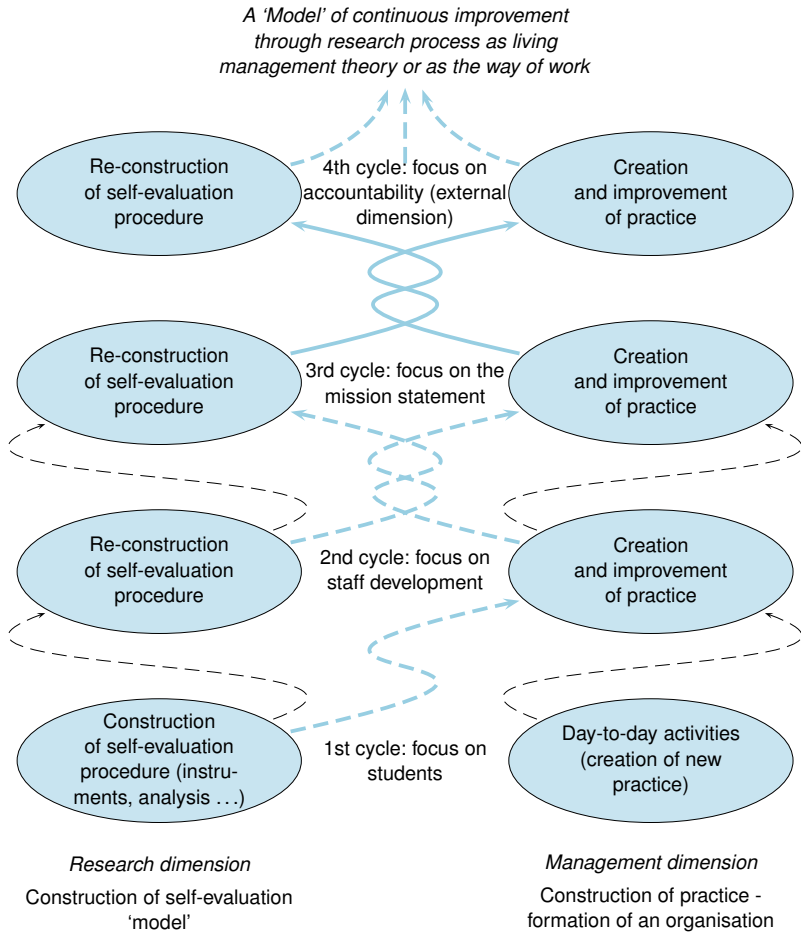 A ‘Model’ of continuous improvement
through research process as living
management theory or as the way of work
Re-construction
of self-evaluation
procedure
4th cycle: focus on
accountability (external
dimension)
Creation
and improvement
of practice
Re-construction
of self-evaluation
procedure
3rd cycle: focus on the
mission statement
Creation
and improvement
of practice
Re-construction
of self-evaluation
procedure
2nd cycle: focus on
staff development
Creation
and improvement
of practice
Construction
of self-evaluation
procedure (instru-
ments, analysis ...)
1st cycle: focus on
students
Day-to-day activities
(creation of new
practice)
Research dimension
Construction of self-evaluation
‘model’
Management dimension
Construction of practice -
formation of an organisation